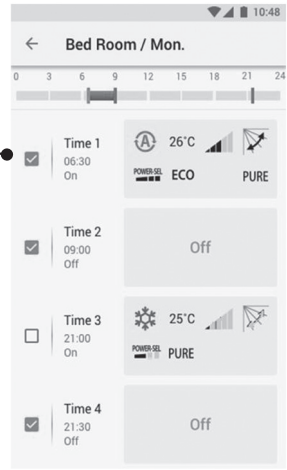 10:48
Bed Room / Mon.
0 3 6 9 12 15 18 21 24
Time 1
06:30
On
A 26°C
POWER-SEL ECO PURE
Time 2
09:00
Off
Off
Time 3
21:00
On
25°C
POWER-SEL PURE
Time 4
21:30
Off
Off